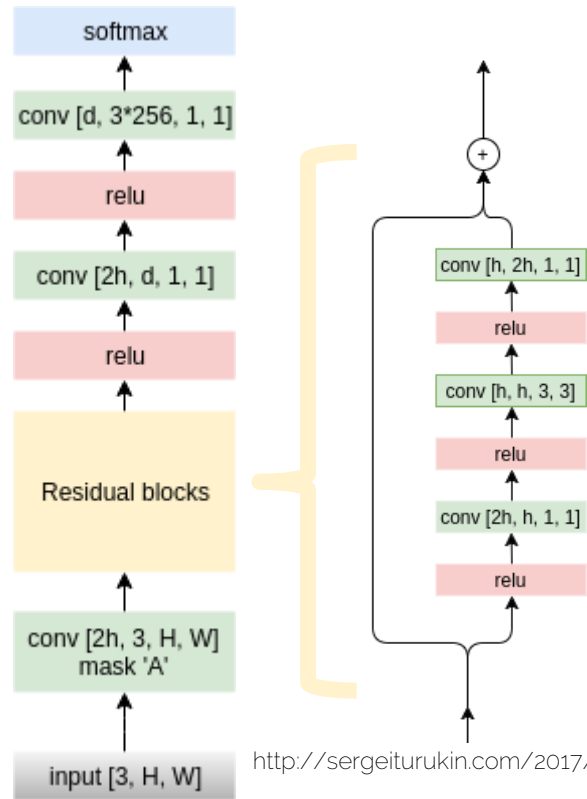 softmax
conv [d, 3*256, 1, 1]
relu
conv [2h, d, 1, 1]
relu
Residual blocks
conv [2h, 3, H, W]
mask 'A'
input [3, H, W]
+
conv [h, 2h, 1, 1]
relu
conv [h, h, 3, 3]
relu
conv [2h, h, 1, 1]
relu
http://sergeiturukin.com/2017/